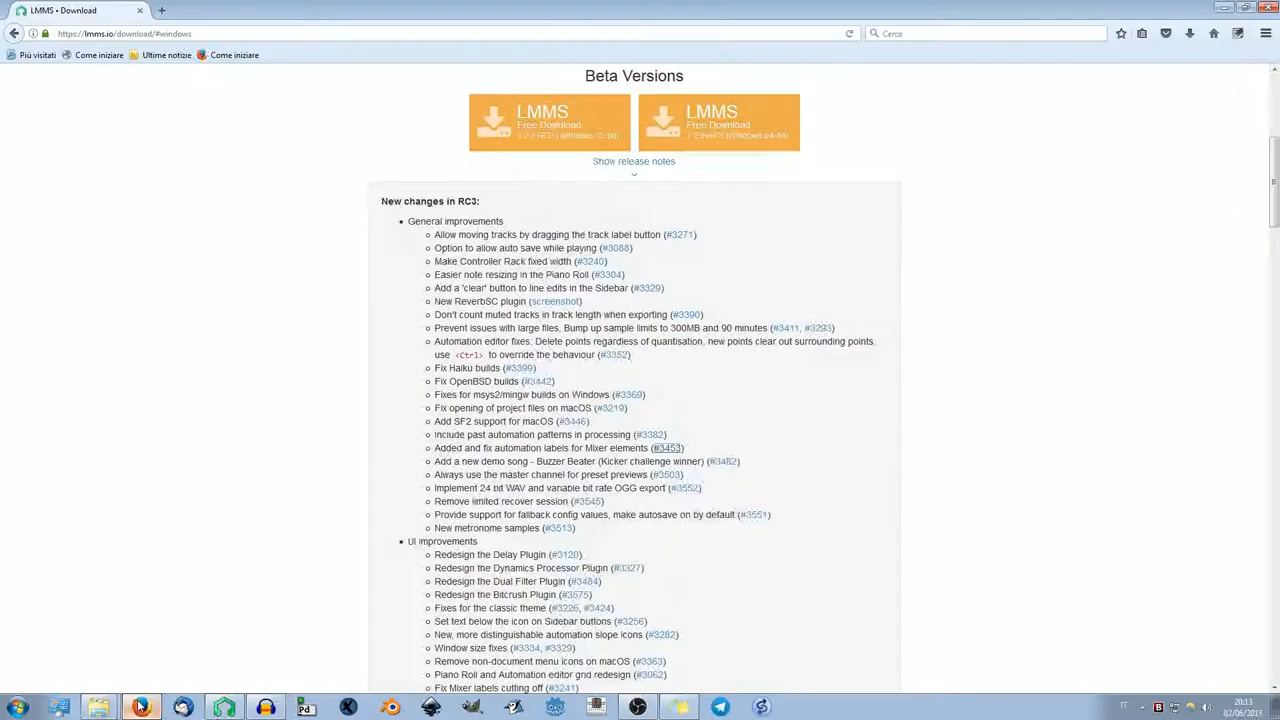 LMMS • Download
https://lmms.io/download/#windows
Cerca
Più visitati
Come iniziare
Ultime notizie
Come iniziare
Beta Versions
LMMS
Free Download
LMMS
Free Download
Show release notes
New changes in RC3:
General improvements
Allow moving tracks by dragging the track label button (#3271)
Option to allow auto save while playing (#3088)
Make Controller Rack fixed width (#3240)
Easier note resizing in the Piano Roll (#3304)
Add a 'clear' button to line edits in the Sidebar (#3329)
New ReverbSC plugin (screenshot)
Don't count muted tracks in track length when exporting (#3390)
Prevent issues with large files, Bump up sample limits to 300MB and 90 minutes (#3411, #3293)
Automation editor fixes: Delete points regardless of quantisation, new points clear out surrounding points,
use <Ctrl> to override the behaviour (#3352)
Fix Haiku builds (#3399)
Fix OpenBSD builds (#3442)
Fixes for msys2/mingw builds on Windows (#3369)
Fix opening of project files on macOS (#3219)
Add SF2 support for macOS (#3446)
Include past automation patterns in processing (#3382)
Added and fix automation labels for Mixer elements (#3453)
Add a new demo song - Buzzer Beater (Kicker challenge winner) (#3482)
Always use the master channel for preset previews (#3503)
Implement 24 bit WAV and variable bit rate OGG export (#3552)
Remove limited recover session (#3545)
Provide support for fallback config values, make autosave on by default (#3551)
New metronome samples (#3513)
UI improvements
Redesign the Delay Plugin (#3120)
Redesign the Dynamics Processor Plugin (#3327)
Redesign the Dual Filter Plugin (#3484)
Redesign the Bitcrush Plugin (#3575)
Fixes for the classic theme (#3226, #3424)
Set text below the icon on Sidebar buttons (#3256)
New, more distinguishable automation slope icons (#3282)
Window size fixes (#3334, #3329)
Remove non-document menu icons on macOS (#3363)
Piano Roll and Automation editor grid redesign (#3062)
Fix Mixer labels cutting off (#3241)
Pd
IT
20:13
02/06/2017